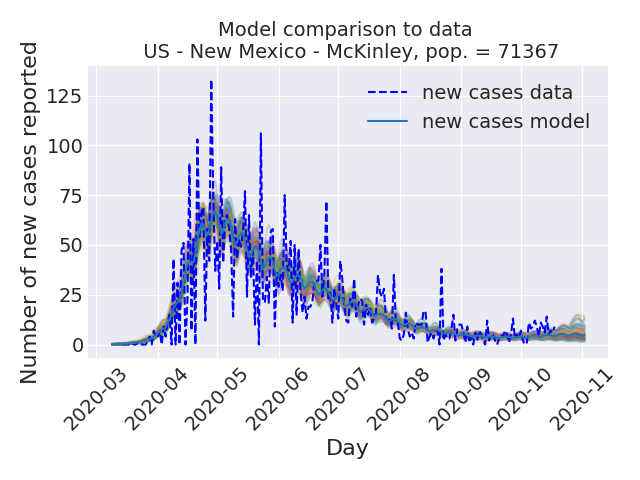 Model comparison to data
US - New Mexico - McKinley, pop. = 71367
Number of new cases reported
125
100
75
50
25
0
new cases data
new cases model
2020-03
2020-04
2020-05
2020-06
2020-07
2020-08
2020-09
2020-10
2020-11
Day